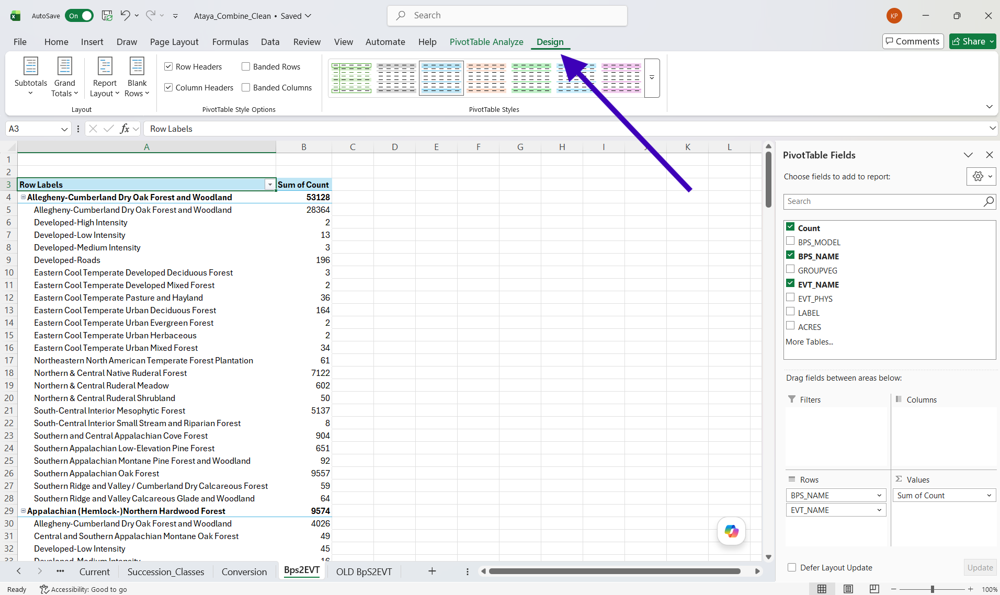 AutoSave On Ataya_Combine_Clean • Saved Search KP
File Home Insert Draw Page Layout Formulas Data Review View Automate Help PivotTable Analyze Design Comments Share
Subtotals Grand Totals Report Layout Blank Rows
Layout
Row Headers Banded Rows
Column Headers Banded Columns
PivotTable Style Options
PivotTable Styles
A3 fx Row Labels
A B C D E F G H I J K L
1
2
3 Row Labels Sum of Count
4 Allegheny-Cumberland Dry Oak Forest and Woodland 53128
5 Allegheny-Cumberland Dry Oak Forest and Woodland 28364
6 Developed-High Intensity 2
7 Developed-Low Intensity 13
8 Developed-Medium Intensity 3
9 Developed-Roads 196
10 Eastern Cool Temperate Developed Deciduous Forest 3
11 Eastern Cool Temperate Developed Mixed Forest 2
12 Eastern Cool Temperate Pasture and Hayland 36
13 Eastern Cool Temperate Urban Deciduous Forest 164
14 Eastern Cool Temperate Urban Evergreen Forest 2
15 Eastern Cool Temperate Urban Herbaceous 2
16 Eastern Cool Temperate Urban Mixed Forest 34
17 Northeastern North American Temperate Forest Plantation 61
18 Northern & Central Native Ruderal Forest 7122
19 Northern & Central Ruderal Meadow 602
20 Northern & Central Ruderal Shrubland 50
21 South-Central Interior Mesophytic Forest 5137
22 South-Central Interior Small Stream and Riparian Forest 8
23 Southern and Central Appalachian Cove Forest 904
24 Southern Appalachian Low-Elevation Pine Forest 651
25 Southern Appalachian Montane Pine Forest and Woodland 92
26 Southern Appalachian Oak Forest 9557
27 Southern Ridge and Valley / Cumberland Dry Calcareous Forest 59
28 Southern Ridge and Valley Calcareous Glade and Woodland 64
29 Appalachian (Hemlock-)Northern Hardwood Forest 9574
30 Allegheny-Cumberland Dry Oak Forest and Woodland 4026
31 Central and Southern Appalachian Montane Oak Forest 49
32 Developed-Low Intensity 45
33 Developed-Medium Intensity 16
PivotTable Fields
Choose fields to add to report:
Search
Count
BPS_MODEL
BPS_NAME
GROUPVEG
EVT_NAME
EVT_PHYS
LABEL
ACRES
More Tables...
Drag fields between areas below:
Filters Columns
Rows Values
BPS_NAME Sum of Count
EVT_NAME
Defer Layout Update Update
Current Succession_Classes Conversion Bps2EVT OLD BpS2EVT
Ready Accessibility: Good to go 100%